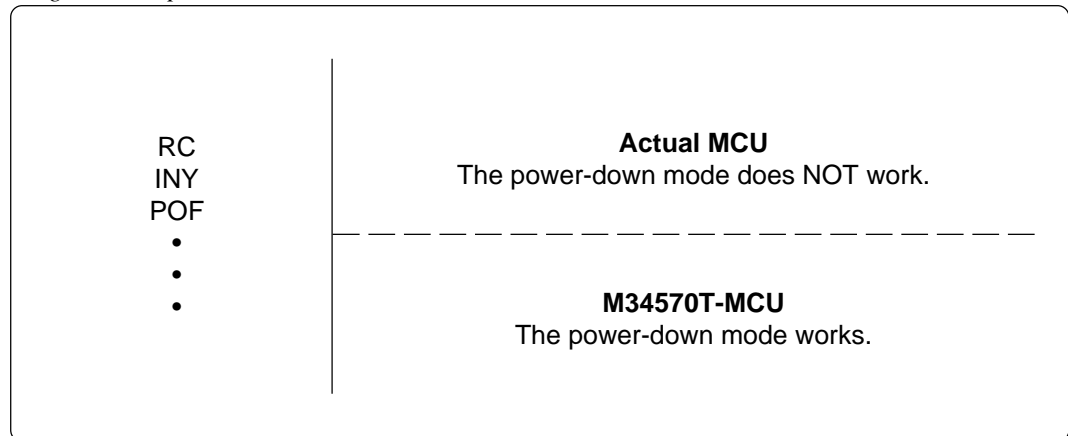 RC
INY
POF
•
•
•
Actual MCU
The power-down mode does NOT work.
M34570T-MCU
The power-down mode works.